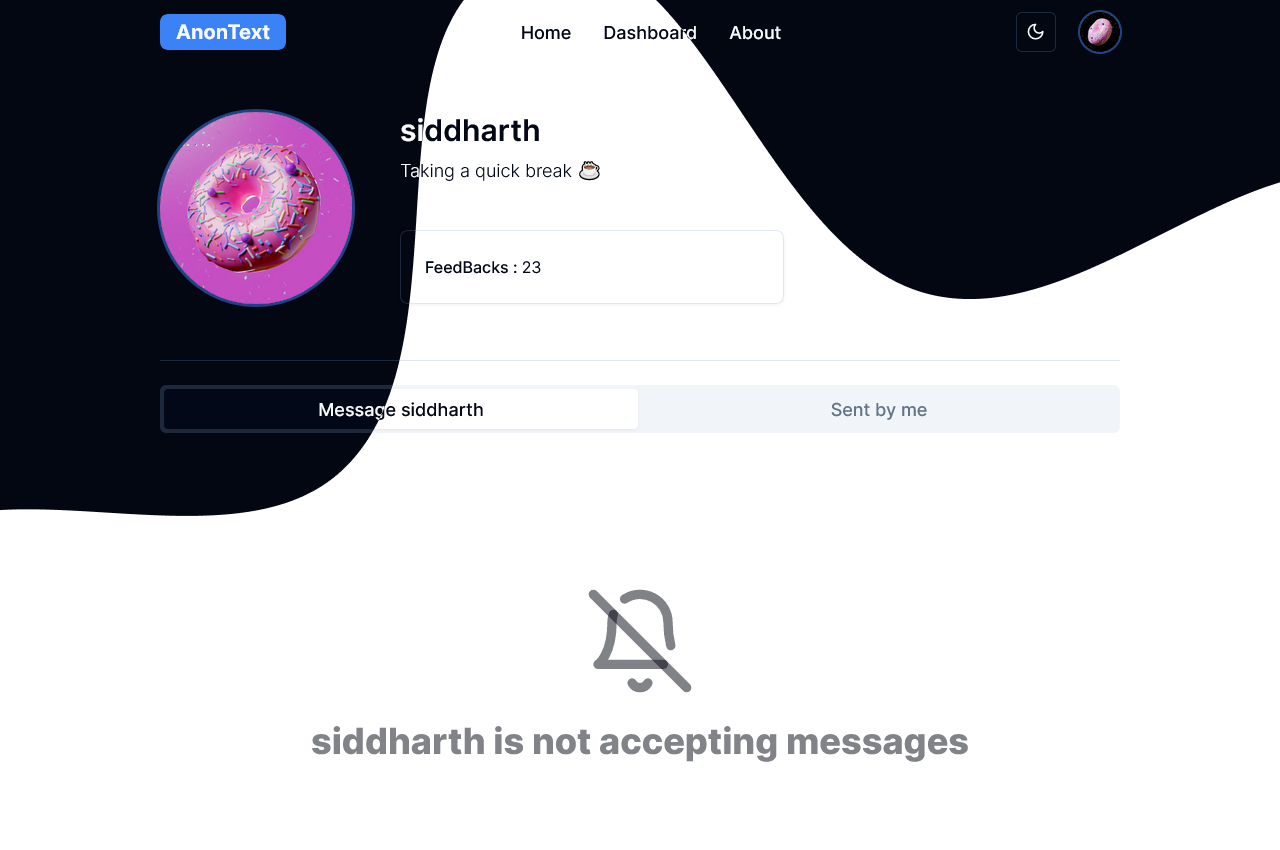 AnonText
Home Dashboard About
siddharth
Taking a quick break ☕
FeedBacks : 23
Message siddharth
Sent by me
siddharth is not accepting messages